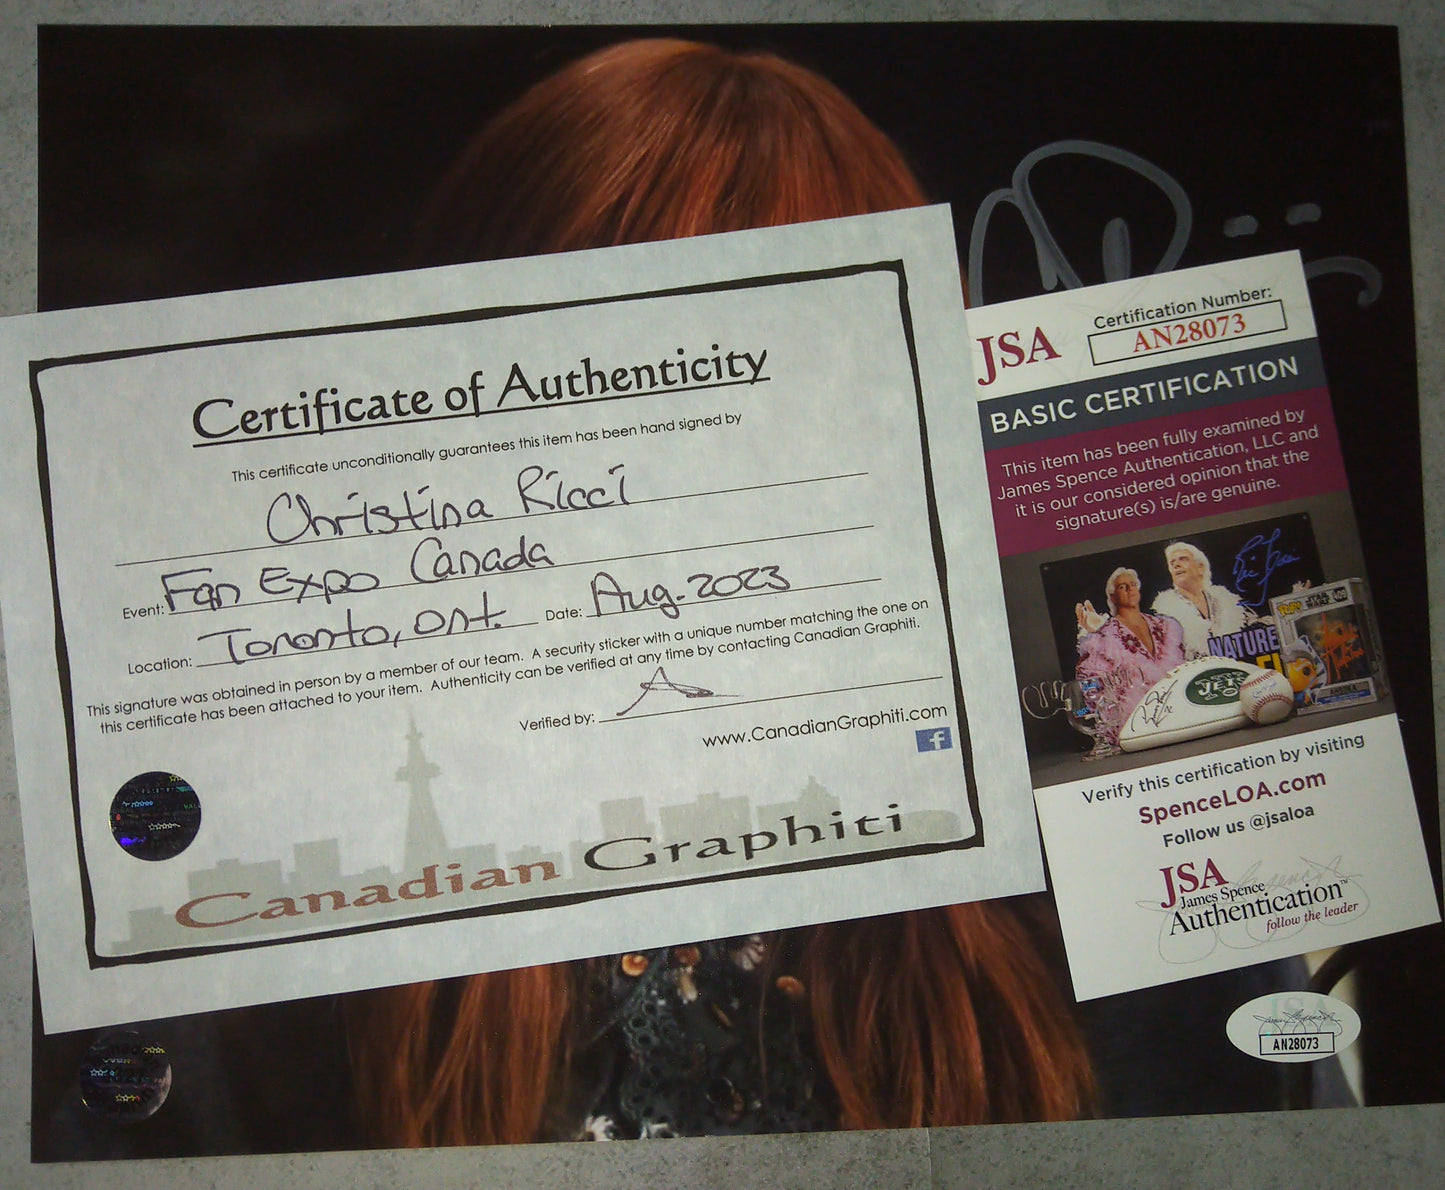 Certificate of Authenticity
This certificate unconditionally guarantees this item has been hand signed by
Christina Ricci
Event: Fan Expo Canada
Location: Toronto, Ont. Date: Aug. 2023
This signature was obtained in person by a member of our team. A security sticker with a unique number matching the one on
this certificate has been attached to your item. Authenticity can be verified at any time by contacting Canadian Graphiti.
Verified by:
www.CanadianGraphiti.com
f
Canadian Graphiti
JSA
Certification Number:
AN28073
BASIC CERTIFICATION
This item has been fully examined by
James Spence Authentication, LLC and
it is our considered opinion that the
signature(s) is/are genuine.
NATURE
JETS
STAR WARS
Verify this certification by visiting
SpenceLOA.com
Follow us @jsaloa
JSA
James Spence
Authentication™
follow the leader
JSA
AN28073